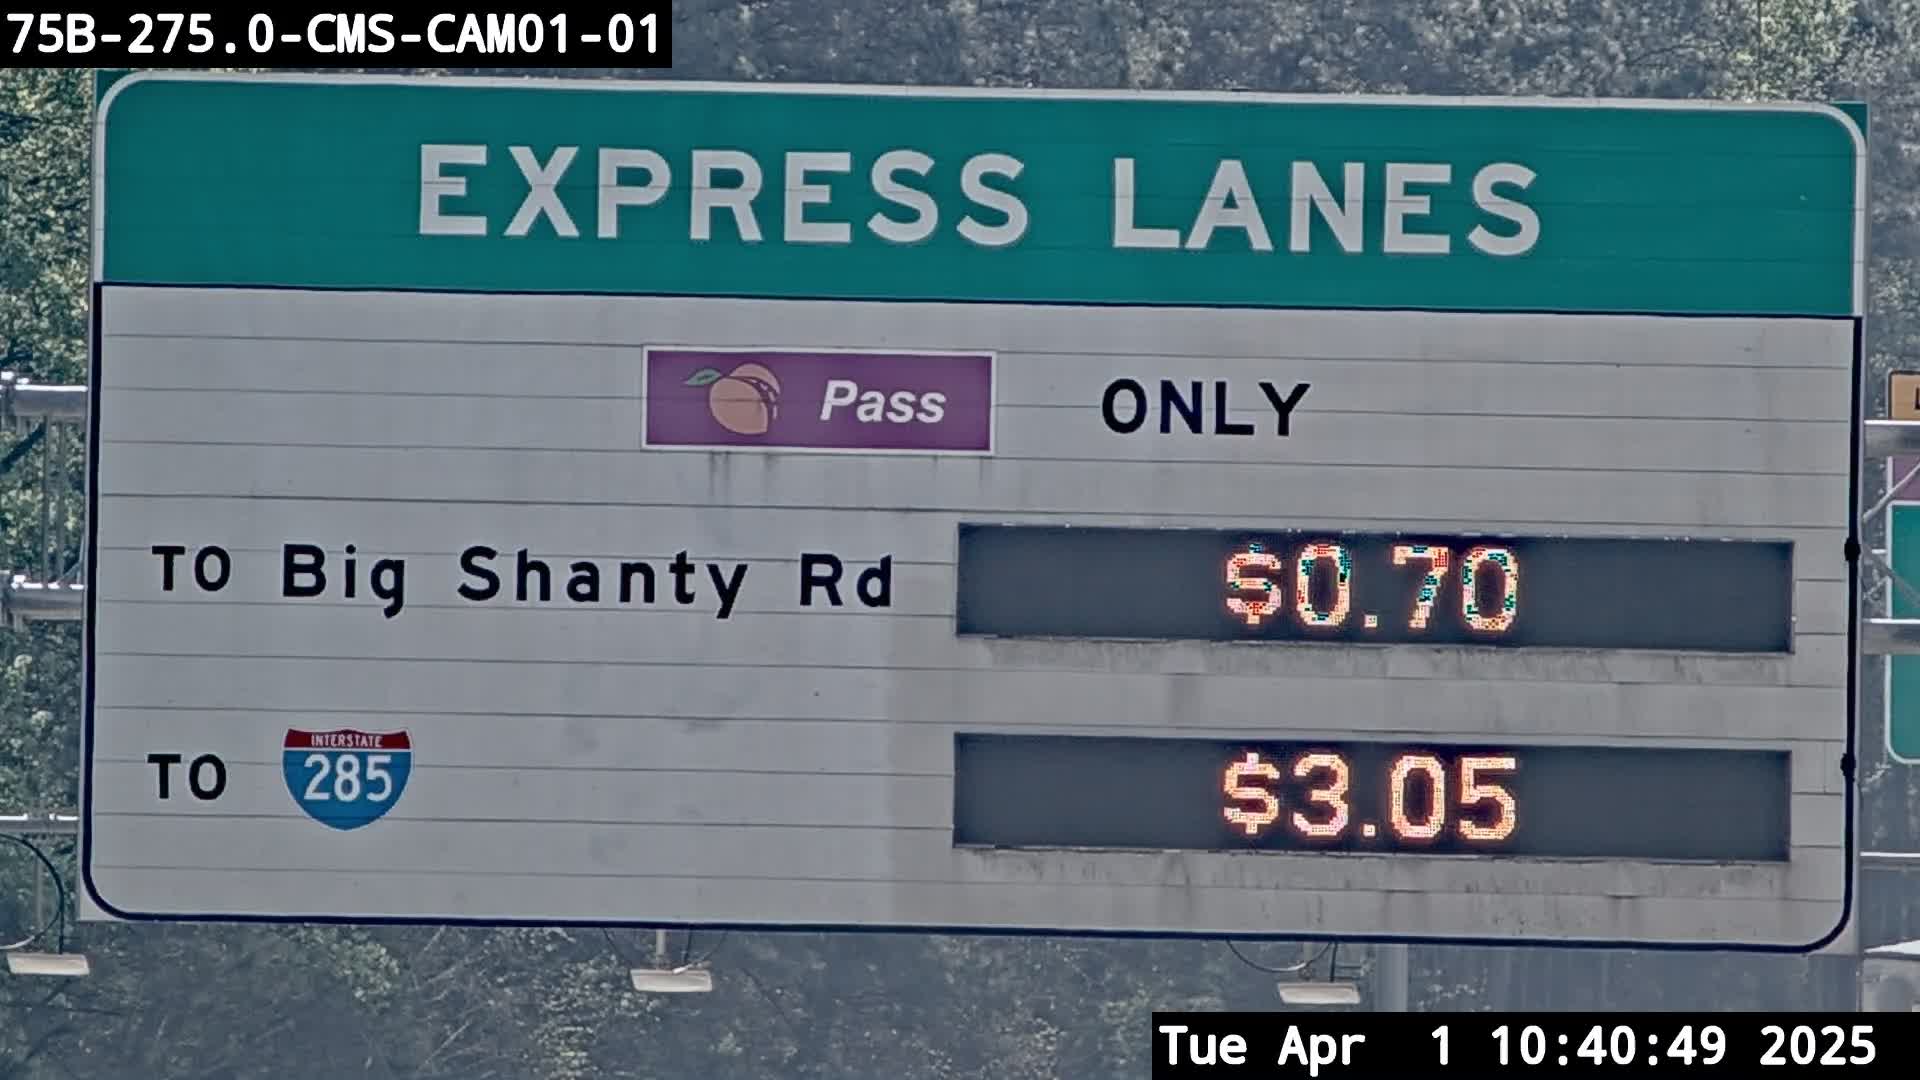 75B-275.0-CMS-CAM01-01
EXPRESS LANES
Pass ONLY
TO Big Shanty Rd $0.70
TO INTERSTATE 285 $3.05
Tue Apr 1 10:40:49 2025